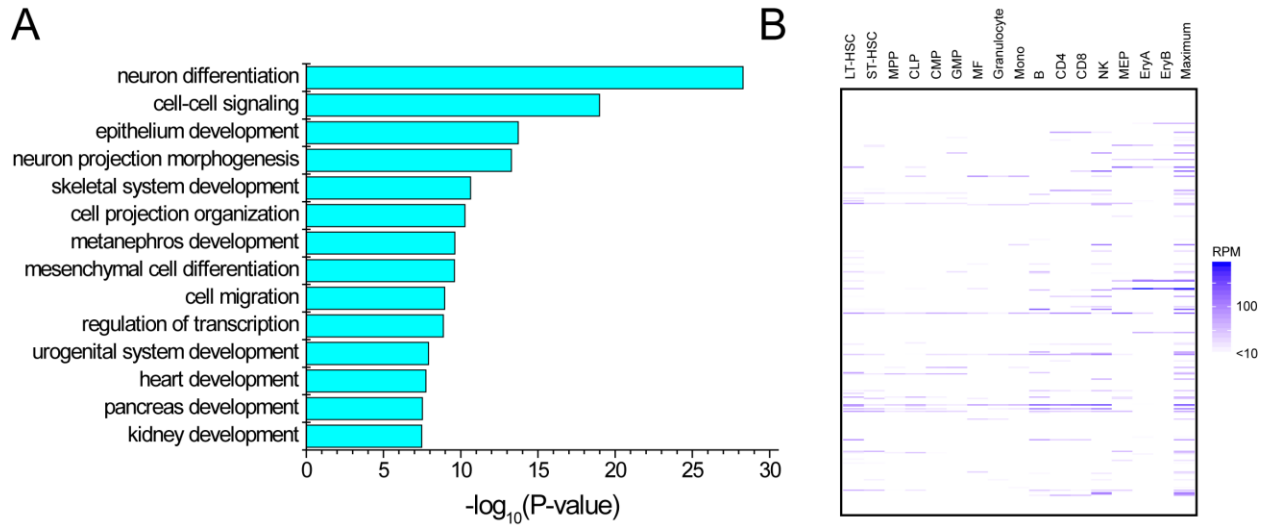 A
neuron differentiation
cell-cell signaling
epithelium development
neuron projection morphogenesis
skeletal system development
cell projection organization
metanephros development
mesenchymal cell differentiation
cell migration
regulation of transcription
urogenital system development
heart development
pancreas development
kidney development
0 5 10 15 20 25 30
-log10(P-value)
B
LT-HSC
ST-HSC
MPP
CLP
CMP
GMP
MF
Granulocyte
Mono
B
CD4
CD8
NK
MEP
EryA
EryB
Maximum
RPM
100
<10